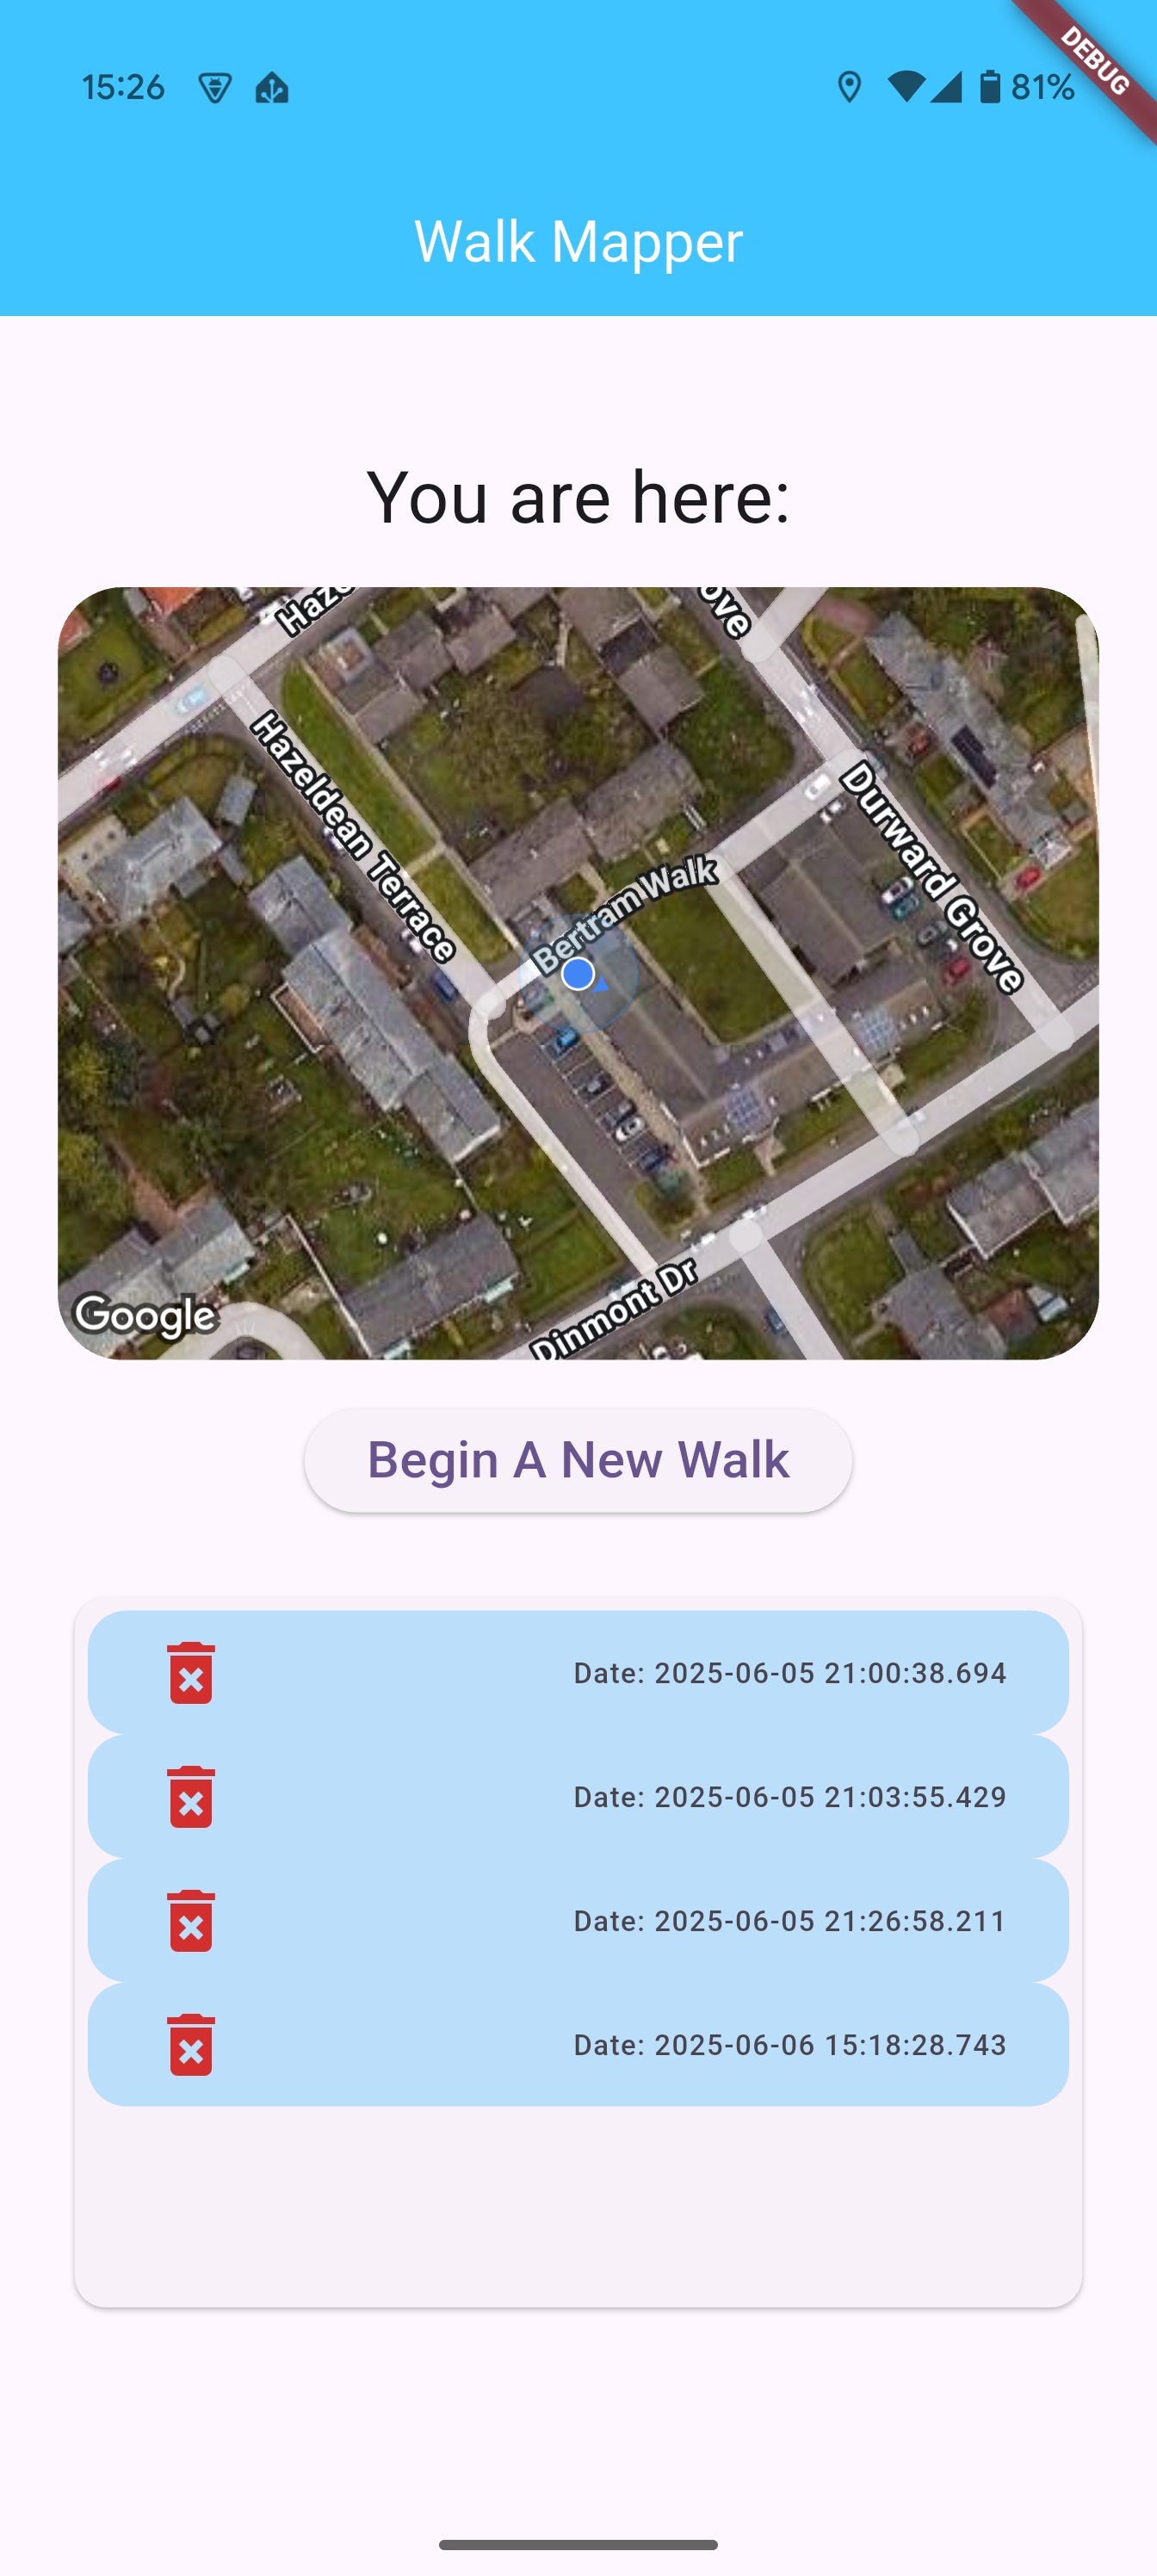 15:26
81%
DEBUG
Walk Mapper
You are here:
Haze
ove
Hazeldean Terrace
Durward Grove
Bertram Walk
Dinmont Dr
Google
Begin A New Walk
Date: 2025-06-05 21:00:38.694
Date: 2025-06-05 21:03:55.429
Date: 2025-06-05 21:26:58.211
Date: 2025-06-06 15:18:28.743